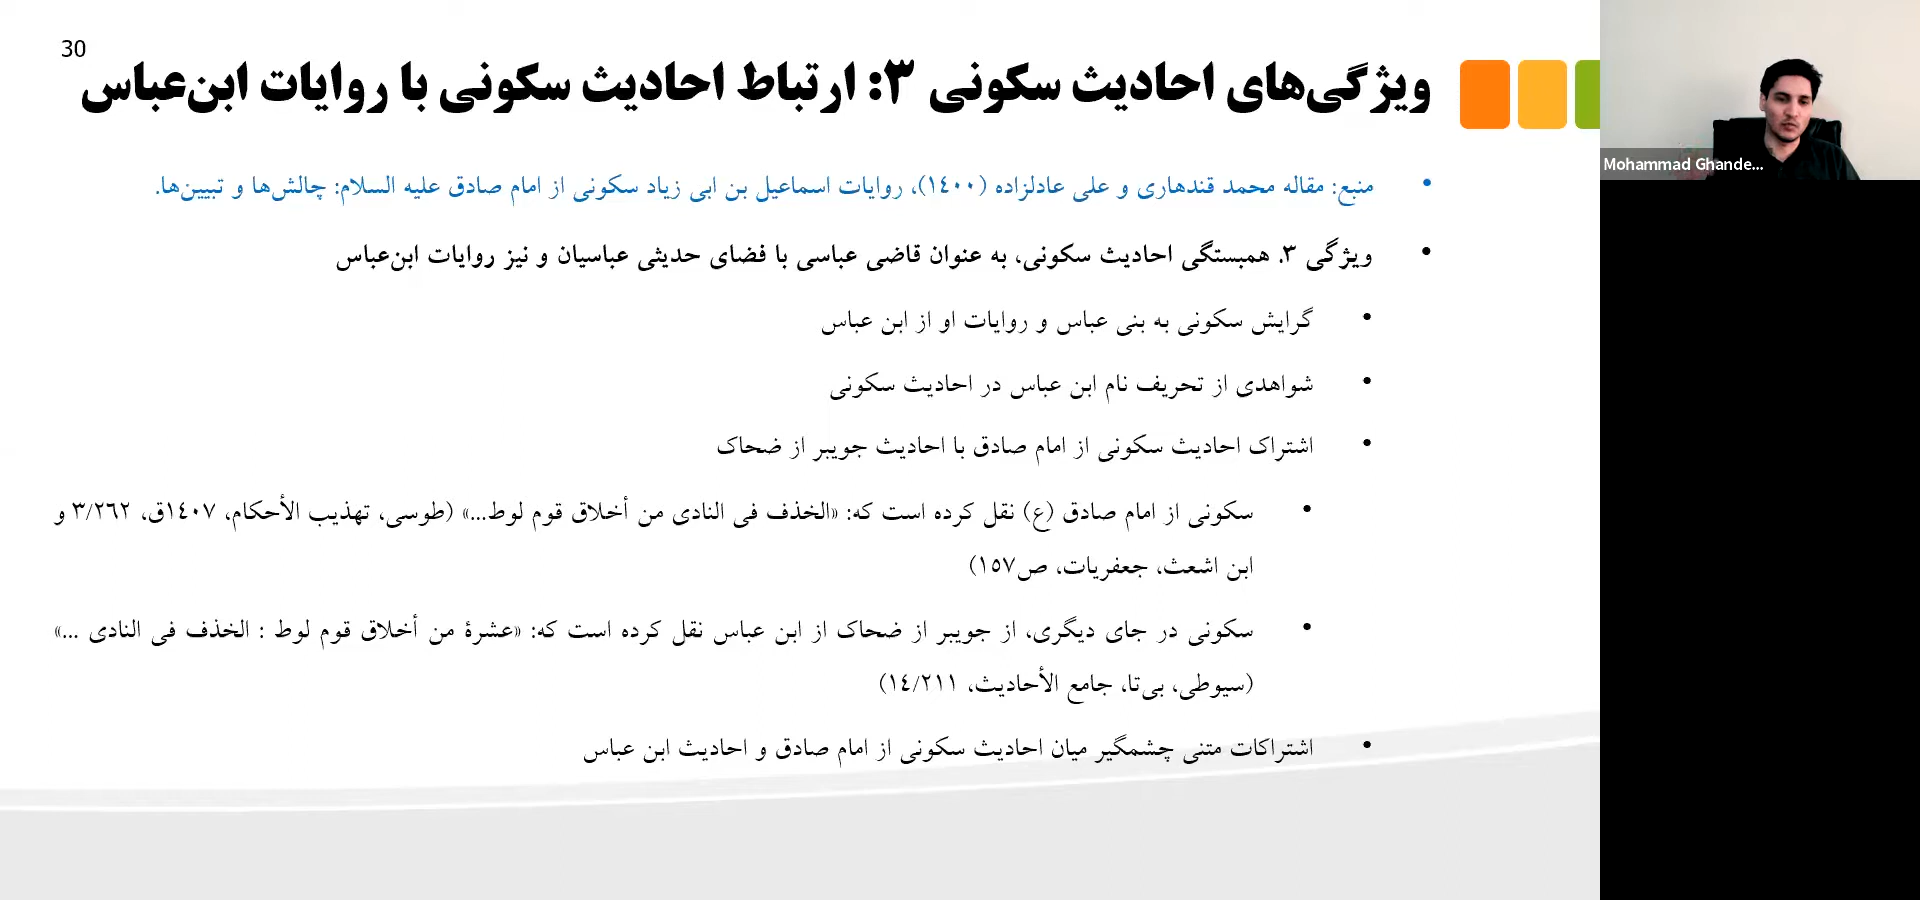 30
ویژگی‌های احادیث سکونی ۳: ارتباط احادیث سکونی با روایات ابن‌عباس
Mohammad Ghande...
• منبع: مقاله محمد قندهاری و علی عادلزاده (۱٤۰۰)، روایات اسماعیل بن ابی زیاد سکونی از امام صادق علیه السلام: چالش‌ها و تبیین‌ها.
• ویژگی ۳. همبستگی احادیث سکونی، به عنوان قاضی عباسی با فضای حدیثی عباسیان و نیز روایات ابن‌عباس
• گرایش سکونی به بنی عباس و روایات او از ابن عباس
• شواهدی از تحریف نام ابن عباس در احادیث سکونی
• اشتراک احادیث سکونی از امام صادق با احادیث جویبر از ضحاک
• سکونی از امام صادق (ع) نقل کرده است که: «الخذف فی النادی من أخلاق قوم لوط...» (طوسی، تهذیب الأحکام، ۱٤۰۷ق، ۳/۲٦۲ و
ابن اشعث، جعفریات، ص۱٥۷)
• سکونی در جای دیگری، از جویبر از ضحاک از ابن عباس نقل کرده است که: «عشرة من أخلاق قوم لوط : الخذف فی النادی ...»
(سیوطی، بی‌تا، جامع الأحادیث، ۱٤/۲۱۱)
• اشتراکات متنی چشمگیر میان احادیث سکونی از امام صادق و احادیث ابن عباس